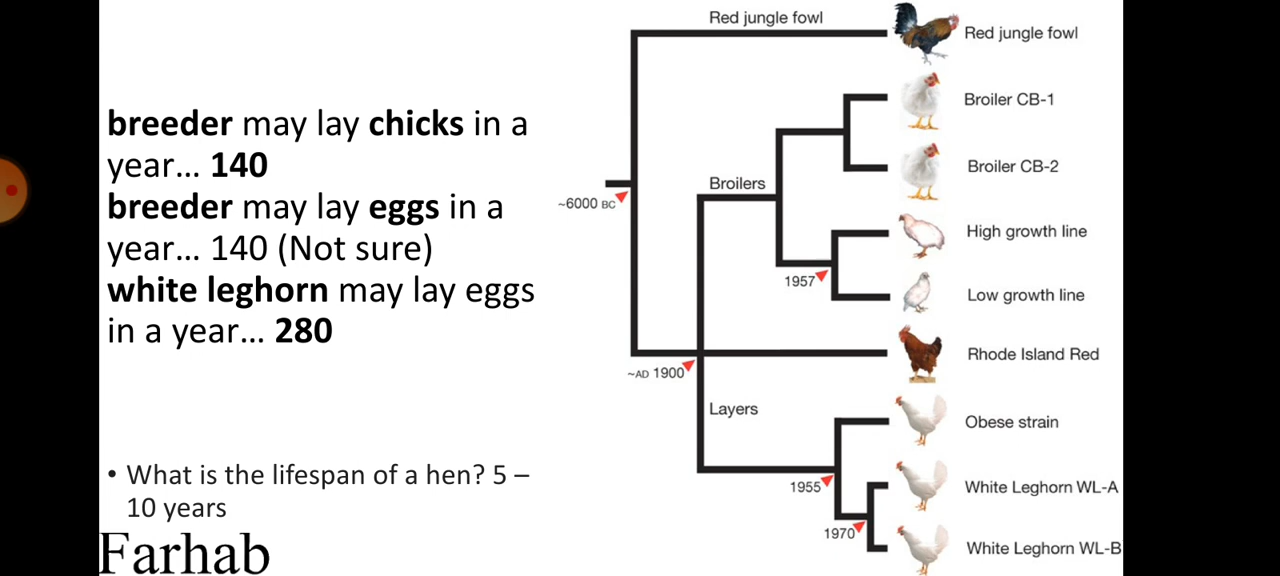 breeder may lay chicks in a
year... 140
breeder may lay eggs in a
year... 140 (Not sure)
white leghorn may lay eggs
in a year... 280
• What is the lifespan of a hen? 5 –
10 years
Farhab
Red jungle fowl
Red jungle fowl
Broiler CB-1
Broiler CB-2
Broilers
~6000 BC
High growth line
1957
Low growth line
Rhode Island Red
~AD 1900
Layers
Obese strain
1955
White Leghorn WL-A
1970
White Leghorn WL-B